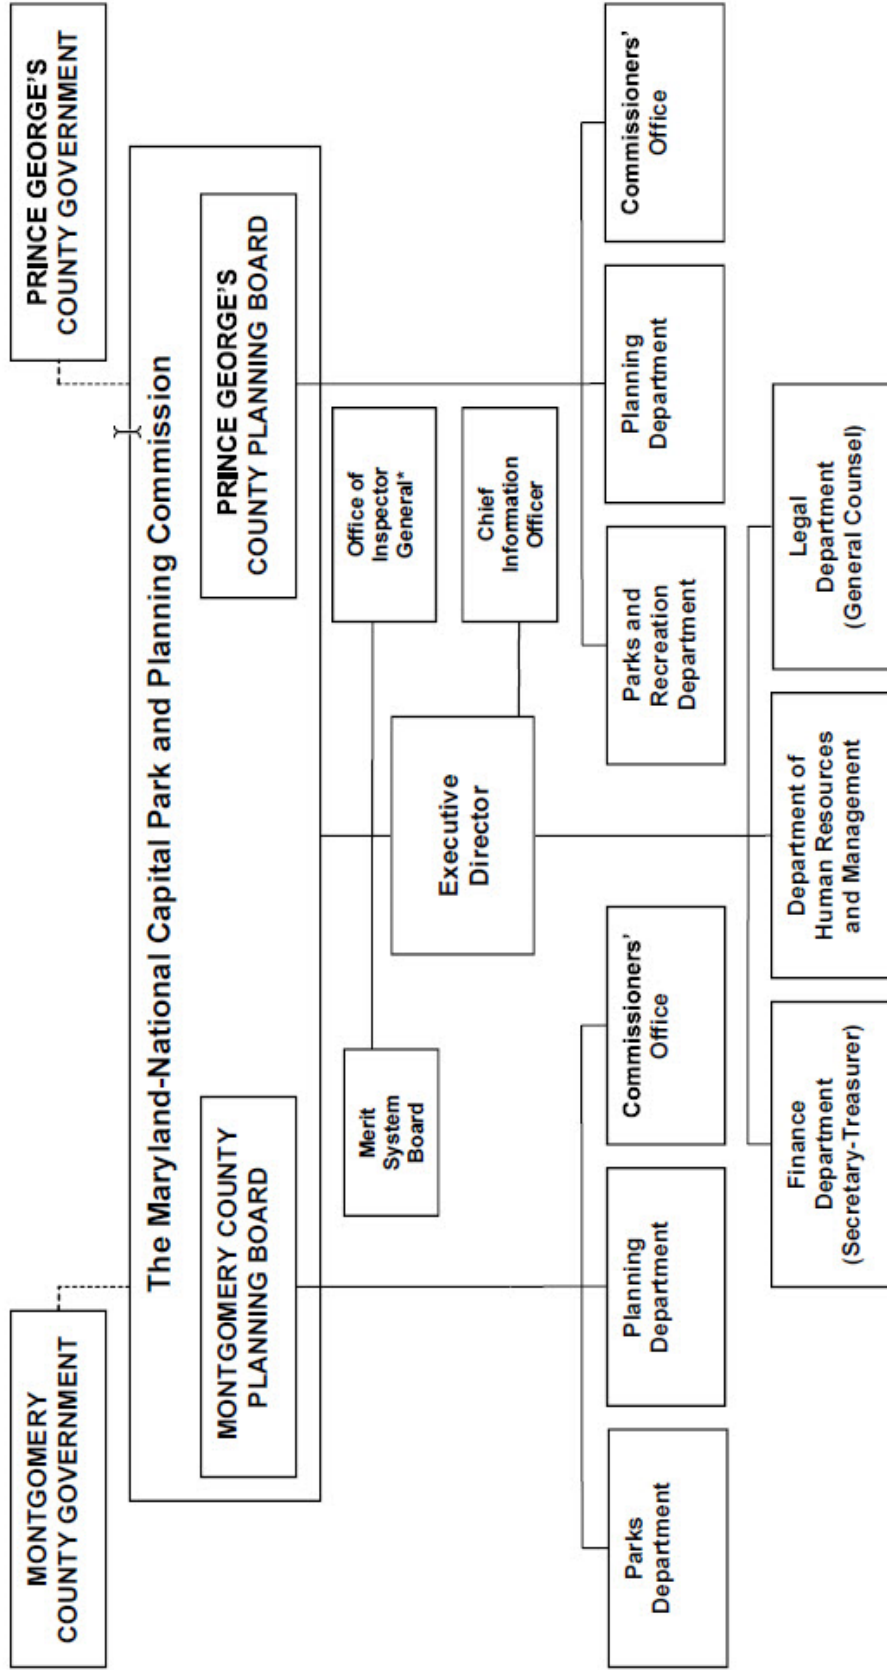 MONTGOMERY
COUNTY GOVERNMENT
PRINCE GEORGE'S
COUNTY GOVERNMENT
The Maryland-National Capital Park and Planning Commission
MONTGOMERY COUNTY
PLANNING BOARD
PRINCE GEORGE'S
COUNTY PLANNING BOARD
Merit
System
Board
Office of
Inspector
General*
Executive
Director
Chief
Information
Officer
Parks
Department
Planning
Department
Commissioners'
Office
Parks and
Recreation
Department
Planning
Department
Commissioners'
Office
Finance
Department
(Secretary-Treasurer)
Department of
Human Resources
and Management
Legal
Department
(General Counsel)